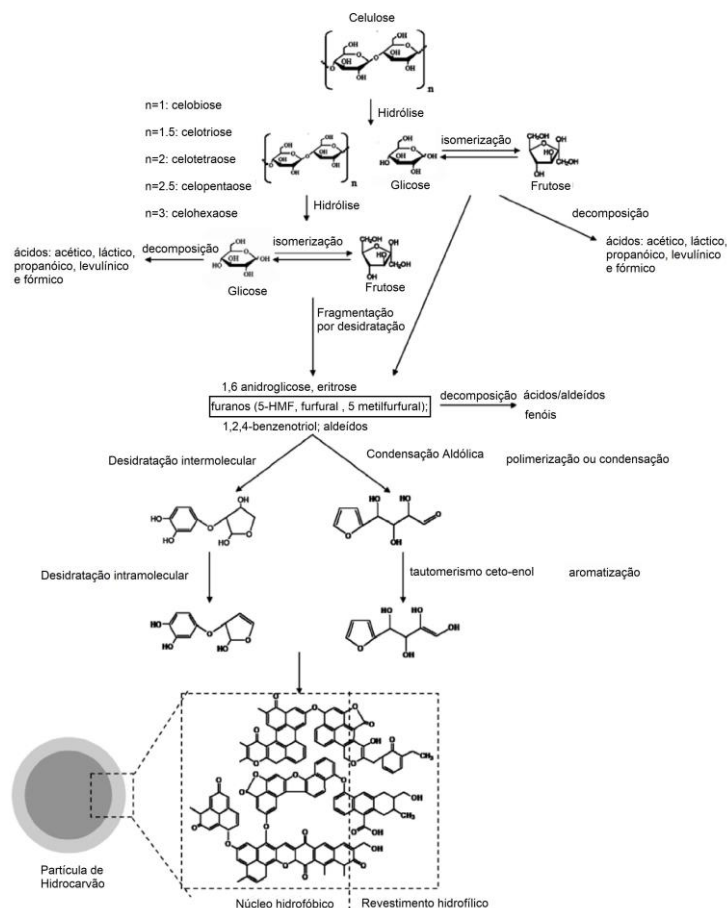 Celulose
n
Hidrólise
n=1: celobiose
n=1.5: celotriose
n=2: celotetraose
n=2.5: celopentaose
n=3: celohexaose
n
isomerização
Glicose
Frutose
Hidrólise
decomposição
ácidos: acético, láctico,
propanóico, levulínico
e fórmico
decomposição
isomerização
Glicose
Frutose
ácidos: acético, láctico,
propanóico, levulínico
e fórmico
Fragmentação
por desidratação
1,6 anidroglicose, eritrose
furanos (5-HMF, furfural , 5 metilfurfural);
1,2,4-benzenotriol; aldeídos
decomposição
ácidos/aldeídos
fenóis
Desidratação intermolecular
Condensação Aldólica
polimerização ou condensação
Desidratação intramolecular
tautomerismo ceto-enol
aromatização
Partícula de
Hidrocarvão
Núcleo hidrofóbico
Revestimento hidrofílico